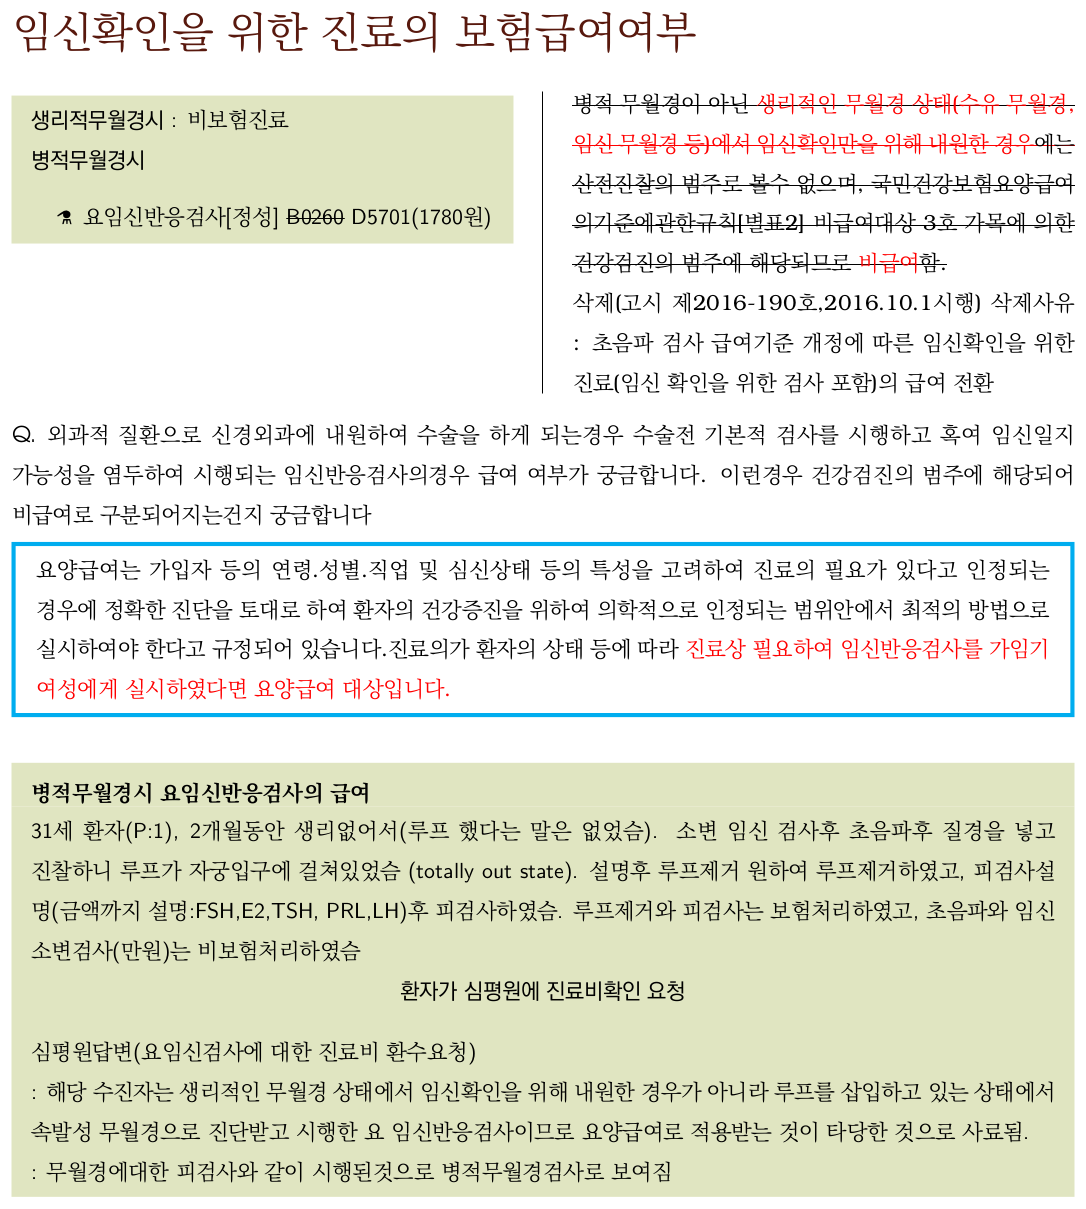 임신확인을 위한 진료의 보험급여여부
생리적무월경시 : 비보험진료
병적무월경시
⚗ 요임신반응검사[정성] B0260 D5701(1780원)
병적 무월경이 아닌 생리적인 무월경 상태(수유 무월경,
임신 무월경 등)에서 임신확인만을 위해 내원한 경우에는
산전진찰의 범주로 볼수 없으며, 국민건강보험요양급여
의기준에관한규칙[별표2] 비급여대상 3호 가목에 의한
건강검진의 범주에 해당되므로 비급여함.
삭제(고시 제2016-190호,2016.10.1시행) 삭제사유
: 초음파 검사 급여기준 개정에 따른 임신확인을 위한
진료(임신 확인을 위한 검사 포함)의 급여 전환
Q. 외과적 질환으로 신경외과에 내원하여 수술을 하게 되는경우 수술전 기본적 검사를 시행하고 혹여 임신일지
가능성을 염두하여 시행되는 임신반응검사의경우 급여 여부가 궁금합니다. 이런경우 건강검진의 범주에 해당되어
비급여로 구분되어지는건지 궁금합니다
요양급여는 가입자 등의 연령.성별.직업 및 심신상태 등의 특성을 고려하여 진료의 필요가 있다고 인정되는
경우에 정확한 진단을 토대로 하여 환자의 건강증진을 위하여 의학적으로 인정되는 범위안에서 최적의 방법으로
실시하여야 한다고 규정되어 있습니다.진료의가 환자의 상태 등에 따라 진료상 필요하여 임신반응검사를 가임기
여성에게 실시하였다면 요양급여 대상입니다.
병적무월경시 요임신반응검사의 급여
31세 환자(P:1), 2개월동안 생리없어서(루프 했다는 말은 없었슴). 소변 임신 검사후 초음파후 질경을 넣고
진찰하니 루프가 자궁입구에 걸쳐있었슴 (totally out state). 설명후 루프제거 원하여 루프제거하였고, 피검사설
명(금액까지 설명:FSH,E2,TSH, PRL,LH)후 피검사하였슴. 루프제거와 피검사는 보험처리하였고, 초음파와 임신
소변검사(만원)는 비보험처리하였슴
환자가 심평원에 진료비확인 요청
심평원답변(요임신검사에 대한 진료비 환수요청)
: 해당 수진자는 생리적인 무월경 상태에서 임신확인을 위해 내원한 경우가 아니라 루프를 삽입하고 있는 상태에서
속발성 무월경으로 진단받고 시행한 요 임신반응검사이므로 요양급여로 적용받는 것이 타당한 것으로 사료됨.
: 무월경에대한 피검사와 같이 시행된것으로 병적무월경검사로 보여짐